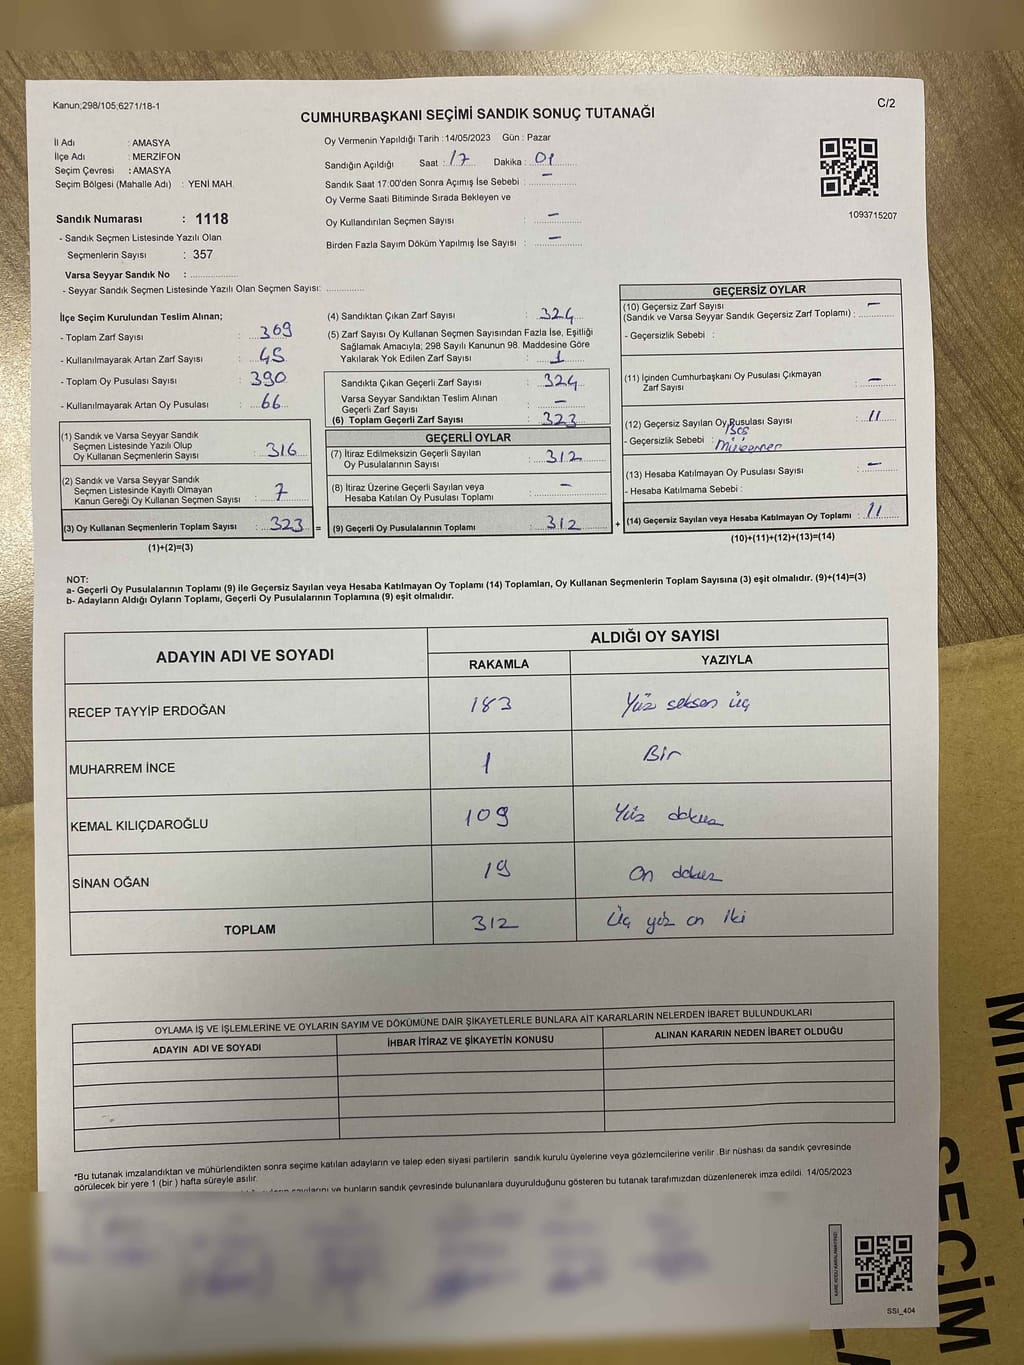 Kanun;298/105;6271/18-1
C/2
CUMHURBAŞKANI SEÇİMİ SANDIK SONUÇ TUTANAĞI
İl Adı : AMASYA
İlçe Adı : MERZİFON
Seçim Çevresi : AMASYA
Seçim Bölgesi (Mahalle Adı) : YENİ MAH.
Oy Vermenin Yapıldığı Tarih : 14/05/2023 Gün : Pazar
Sandığın Açıldığı Saat : 17 Dakika : 01
Sandık Saat 17:00'den Sonra Açımış İse Sebebi : –
Oy Verme Saati Bitiminde Sırada Bekleyen ve
Oy Kullandırılan Seçmen Sayısı : –
Birden Fazla Sayım Döküm Yapılmış İse Sayısı : –
1093715207
Sandık Numarası : 1118
- Sandık Seçmen Listesinde Yazılı Olan
Seçmenlerin Sayısı : 357
Varsa Seyyar Sandık No :
- Seyyar Sandık Seçmen Listesinde Yazılı Olan Seçmen Sayısı:
İlçe Seçim Kurulundan Teslim Alınan;
- Toplam Zarf Sayısı : 369
- Kullanılmayarak Artan Zarf Sayısı : 45
- Toplam Oy Pusulası Sayısı : 390
- Kullanılmayarak Artan Oy Pusulası : 66
(1) Sandık ve Varsa Seyyar Sandık
Seçmen Listesinde Yazılı Olup
Oy Kullanan Seçmenlerin Sayısı : 316
(2) Sandık ve Varsa Seyyar Sandık
Seçmen Listesinde Kayıtlı Olmayan
Kanun Gereği Oy Kullanan Seçmen Sayısı : 7
(3) Oy Kullanan Seçmenlerin Toplam Sayısı : 323 =
(1)+(2)=(3)
(4) Sandıktan Çıkan Zarf Sayısı : 324
(5) Zarf Sayısı Oy Kullanan Seçmen Sayısından Fazla İse, Eşitliği
Sağlamak Amacıyla; 298 Sayılı Kanunun 98. Maddesine Göre
Yakılarak Yok Edilen Zarf Sayısı : 1
Sandıkta Çıkan Geçerli Zarf Sayısı : 324
Varsa Seyyar Sandıktan Teslim Alınan
Geçerli Zarf Sayısı : –
(6) Toplam Geçerli Zarf Sayısı : 323
GEÇERLİ OYLAR
(7) İtiraz Edilmeksizin Geçerli Sayılan
Oy Pusulalarının Sayısı : 312
(8) İtiraz Üzerine Geçerli Sayılan veya
Hesaba Katılan Oy Pusulası Toplamı : –
(9) Geçerli Oy Pusulalarının Toplamı : 312 +
GEÇERSİZ OYLAR
(10) Geçersiz Zarf Sayısı
(Sandık ve Varsa Seyyar Sandık Geçersiz Zarf Toplamı) : –
- Geçersizlik Sebebi :
(11) İçinden Cumhurbaşkanı Oy Pusulası Çıkmayan
Zarf Sayısı : –
(12) Geçersiz Sayılan Oy Pusulası Sayısı : 11
- Geçersizlik Sebebi :
(13) Hesaba Katılmayan Oy Pusulası Sayısı : –
- Hesaba Katılmama Sebebi :
(14) Geçersiz Sayılan veya Hesaba Katılmayan Oy Toplamı : 11
(10)+(11)+(12)+(13)=(14)
NOT:
a- Geçerli Oy Pusulalarının Toplamı (9) ile Geçersiz Sayılan veya Hesaba Katılmayan Oy Toplamı (14) Toplamları, Oy Kullanan Seçmenlerin Toplam Sayısına (3) eşit olmalıdır. (9)+(14)=(3)
b- Adayların Aldığı Oyların Toplamı, Geçerli Oy Pusulalarının Toplamına (9) eşit olmalıdır.
ADAYIN ADI VE SOYADI
ALDIĞI OY SAYISI
RAKAMLA YAZIYLA
RECEP TAYYİP ERDOĞAN 183 Yüz seksen üç
MUHARREM İNCE 1 Bir
KEMAL KILIÇDAROĞLU 109 Yüz dokuz
SİNAN OĞAN 19 On dokuz
TOPLAM 312 Üç yüz on iki
OYLAMA İŞ VE İŞLEMLERİNE VE OYLARIN SAYIM VE DÖKÜMÜNE DAİR ŞİKAYETLERLE BUNLARA AİT KARARLARIN NELERDEN İBARET BULUNDUKLARI
ADAYIN ADI VE SOYADI İHBAR İTİRAZ VE ŞİKAYETİN KONUSU ALINAN KARARIN NEDEN İBARET OLDUĞU
*Bu tutanak imzalandıktan ve mühürlendikten sonra seçime katılan adayların ve talep eden siyasi partilerin sandık kurulu üyelerine veya gözlemcilerine verilir .Bir nüshası da sandık çevresinde
görülecek bir yere 1 (bir ) hafta süreyle asılır.
sayılarını ve bunların sandık çevresinde bulunanlara duyurulduğunu gösteren bu tutanak tarafımızdan düzenlenerek imza edildi. 14/05/2023
SSI_404
SEÇİM